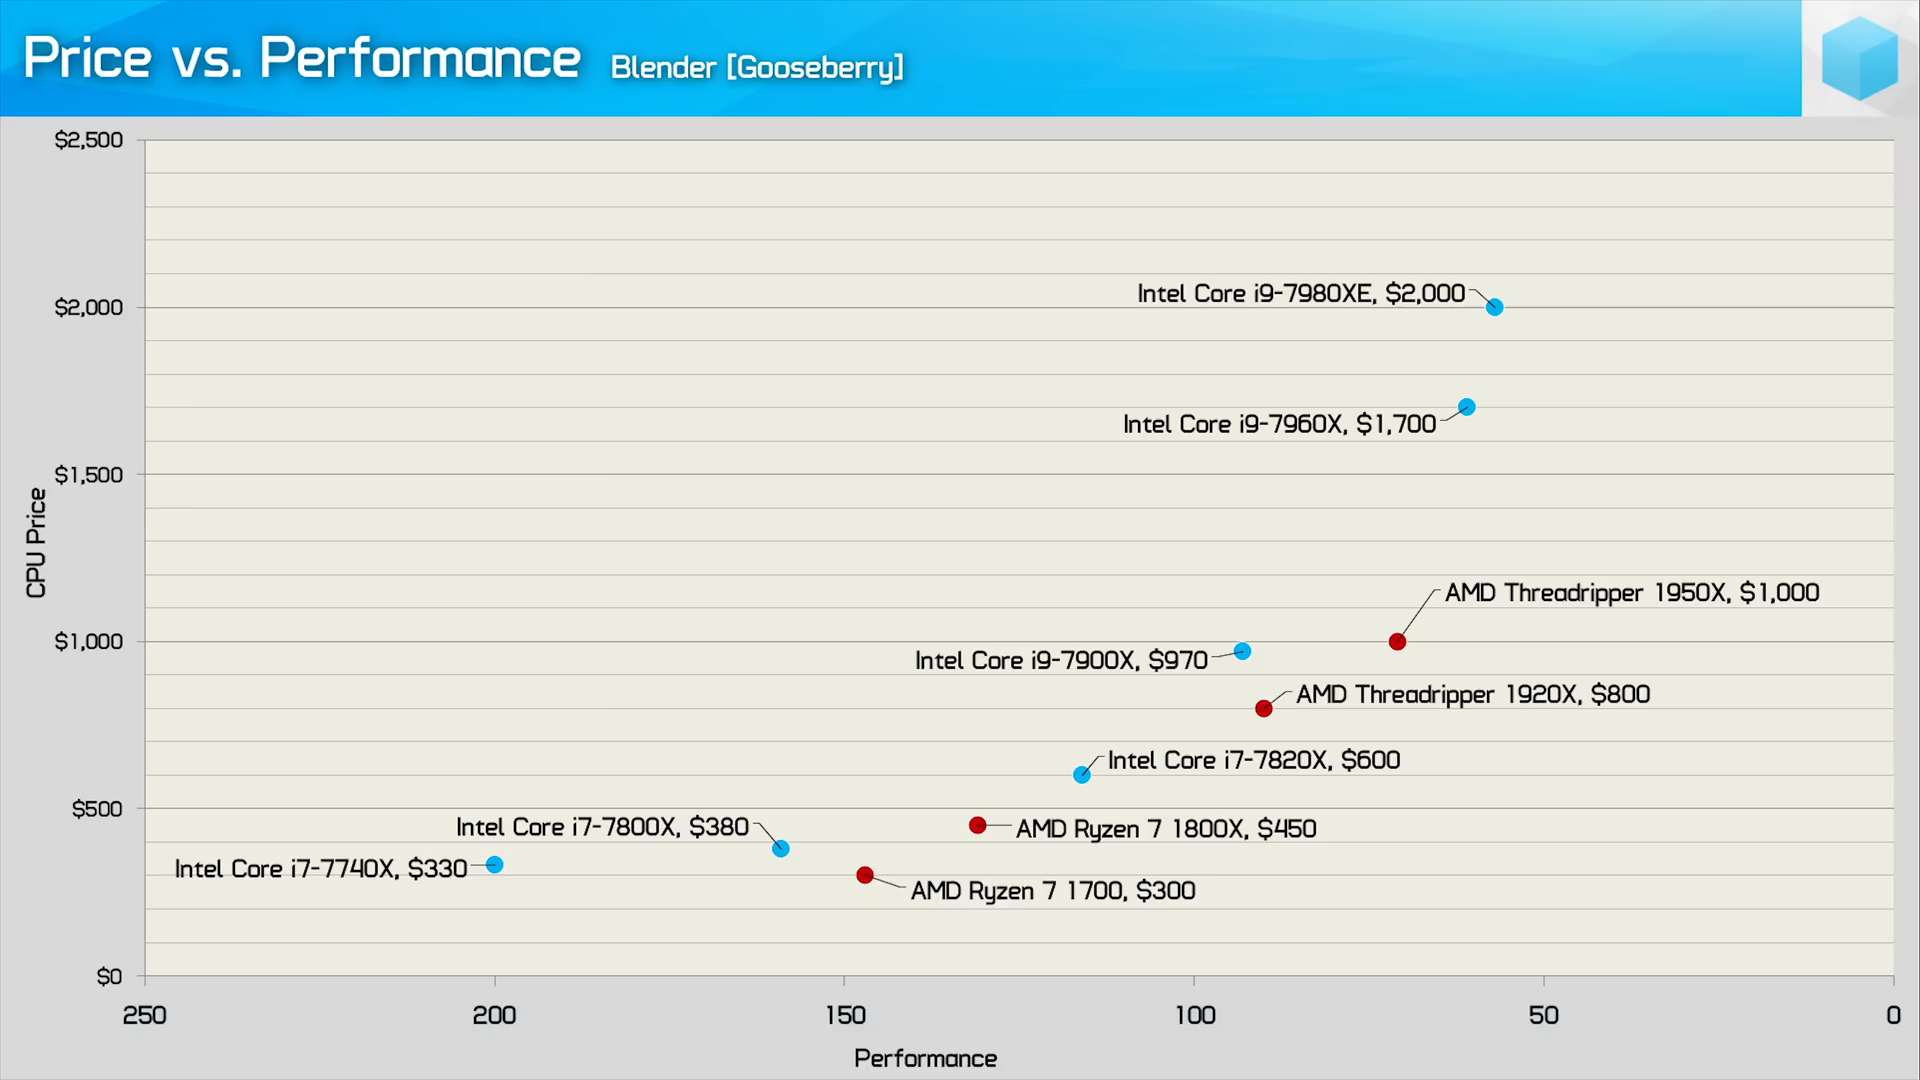 Price vs. Performance Blender [Gooseberry]
$2,500
$2,000
$1,500
$1,000
$500
$0
CPU Price
Intel Core i9-7980XE, $2,000
Intel Core i9-7960X, $1,700
AMD Threadripper 1950X, $1,000
Intel Core i9-7900X, $970
AMD Threadripper 1920X, $800
Intel Core i7-7820X, $600
Intel Core i7-7800X, $380
AMD Ryzen 7 1800X, $450
Intel Core i7-7740X, $330
AMD Ryzen 7 1700, $300
250 200 150 100 50 0
Performance